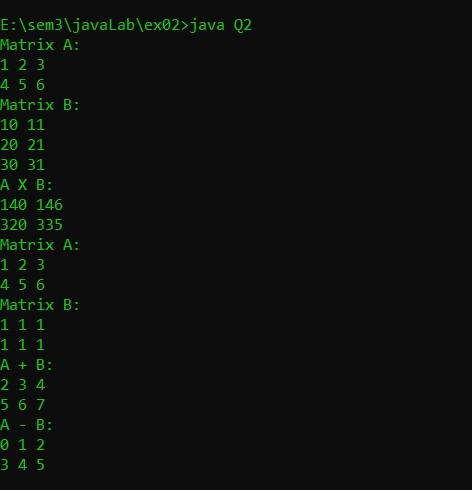 E:\sem3\javaLab\ex02>java Q2
Matrix A:
1 2 3
4 5 6
Matrix B:
10 11
20 21
30 31
A X B:
140 146
320 335
Matrix A:
1 2 3
4 5 6
Matrix B:
1 1 1
1 1 1
A + B:
2 3 4
5 6 7
A - B:
0 1 2
3 4 5